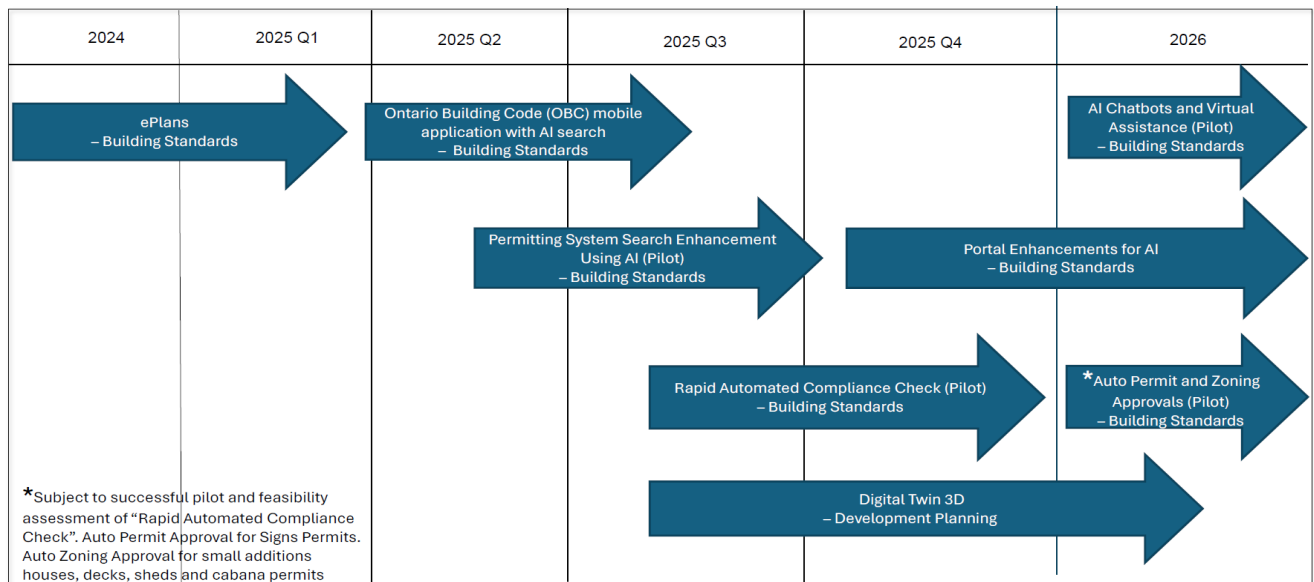 2024
2025 Q1
2025 Q2
2025 Q3
2025 Q4
2026
ePlans
– Building Standards
Ontario Building Code (OBC) mobile
application with AI search
– Building Standards
AI Chatbots and Virtual
Assistance (Pilot)
– Building Standards
Permitting System Search Enhancement
Using AI (Pilot)
– Building Standards
Portal Enhancements for AI
– Building Standards
Rapid Automated Compliance Check (Pilot)
– Building Standards
*Auto Permit and Zoning
Approvals (Pilot)
– Building Standards
Digital Twin 3D
– Development Planning
*Subject to successful pilot and feasibility
assessment of “Rapid Automated Compliance
Check”. Auto Permit Approval for Signs Permits.
Auto Zoning Approval for small additions
houses, decks, sheds and cabana permits